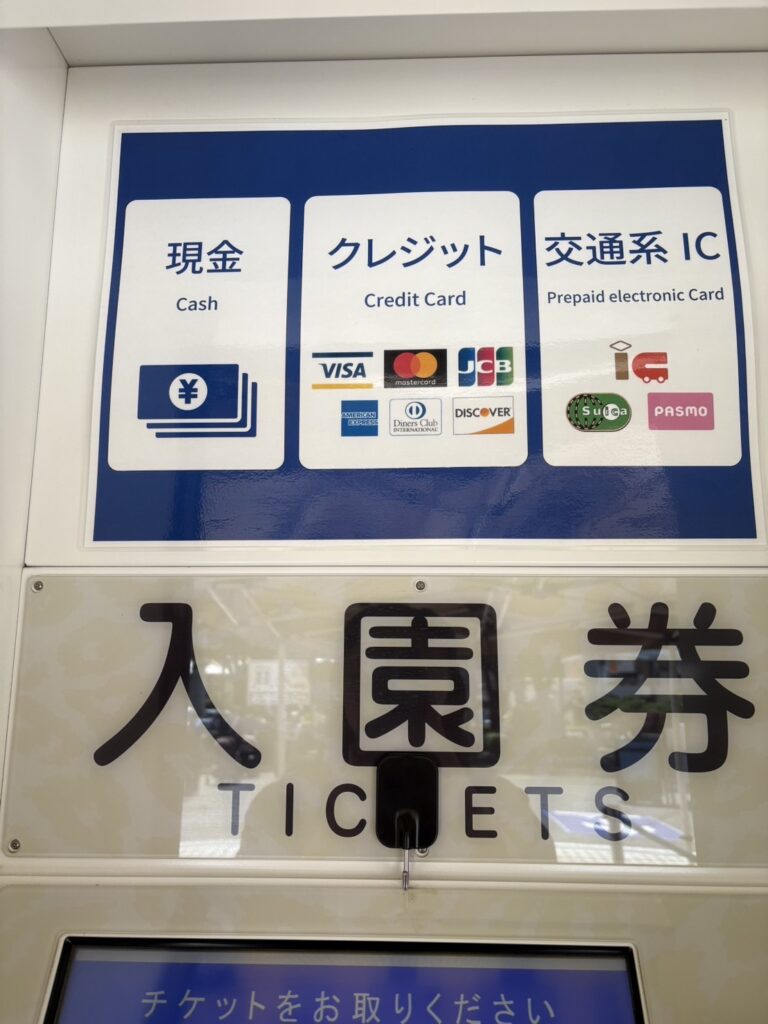 現金
Cash
¥
クレジット
Credit Card
VISA
mastercard
JCB
AMERICAN
EXPRESS
Diners Club
INTERNATIONAL
DISCOVER
交通系 IC
Prepaid electronic Card
IC
Suica
PASMO
入園券
TIC ETS
チケットをお取りください